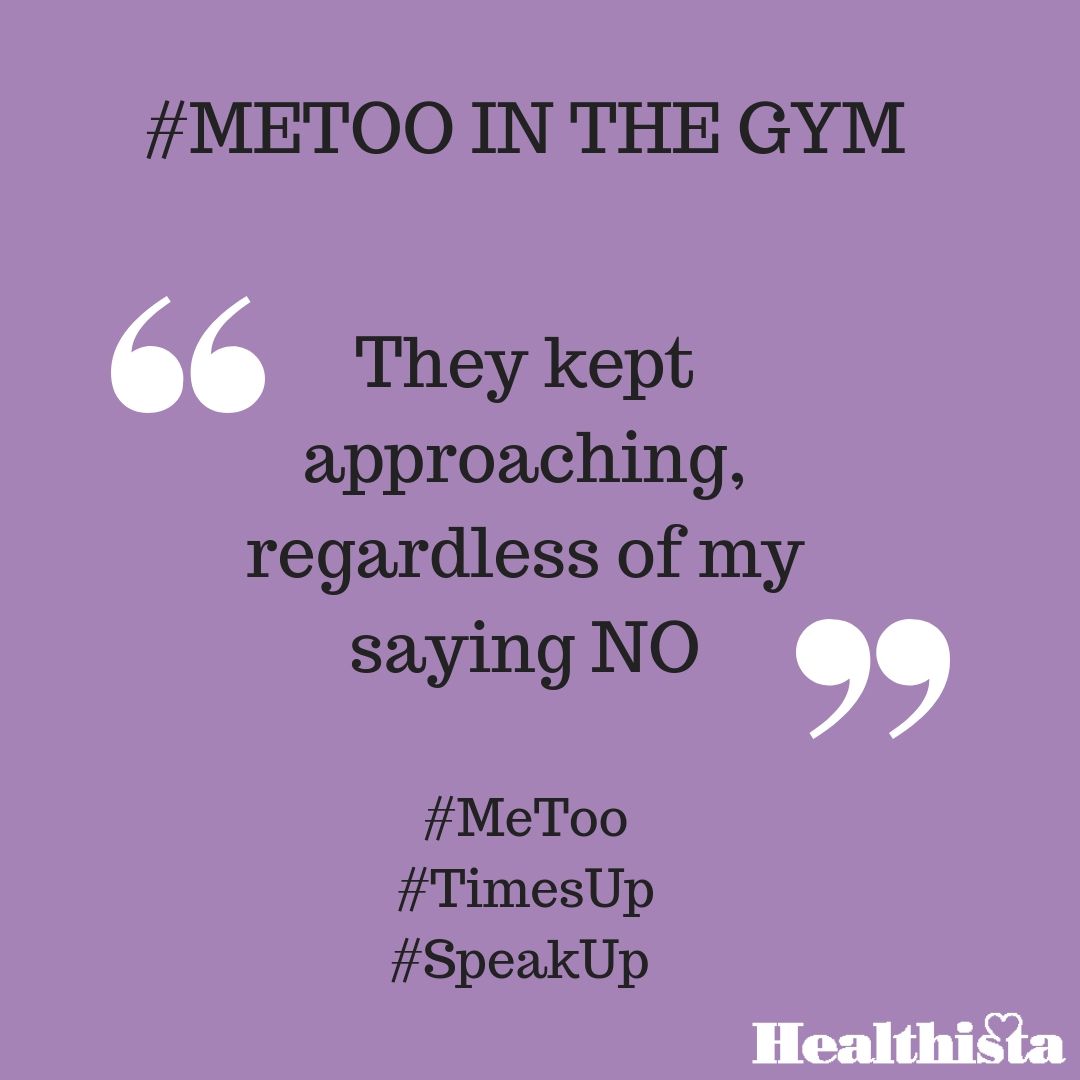 #METOO IN THE GYM
“
They kept
approaching,
regardless of my
saying NO
”
#MeToo
#TimesUp
#SpeakUp
Healthista